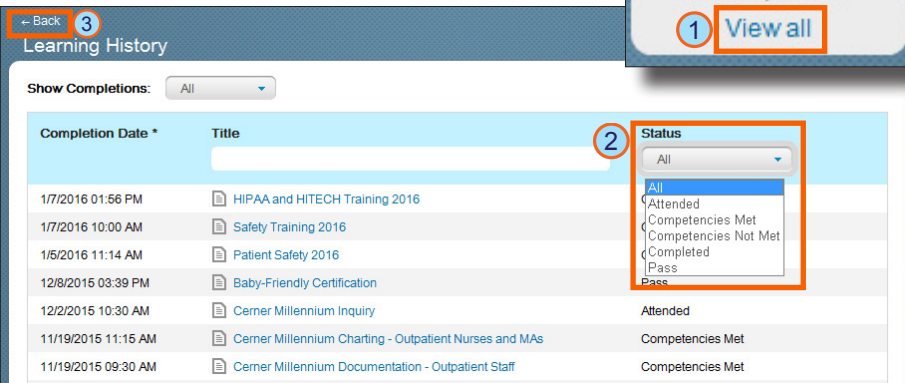 ← Back
3
Learning History
1
View all
Show Completions: All
Completion Date * Title Status
2
All
All
Attended
Competencies Met
Competencies Not Met
Completed
Pass
1/7/2016 01:56 PM HIPAA and HITECH Training 2016
1/7/2016 10:00 AM Safety Training 2016
1/5/2016 11:14 AM Patient Safety 2016
12/8/2015 03:39 PM Baby-Friendly Certification Pass
12/2/2015 10:30 AM Cerner Millennium Inquiry Attended
11/19/2015 11:15 AM Cerner Millennium Charting - Outpatient Nurses and MAs Competencies Met
11/19/2015 09:30 AM Cerner Millennium Documentation - Outpatient Staff Competencies Met